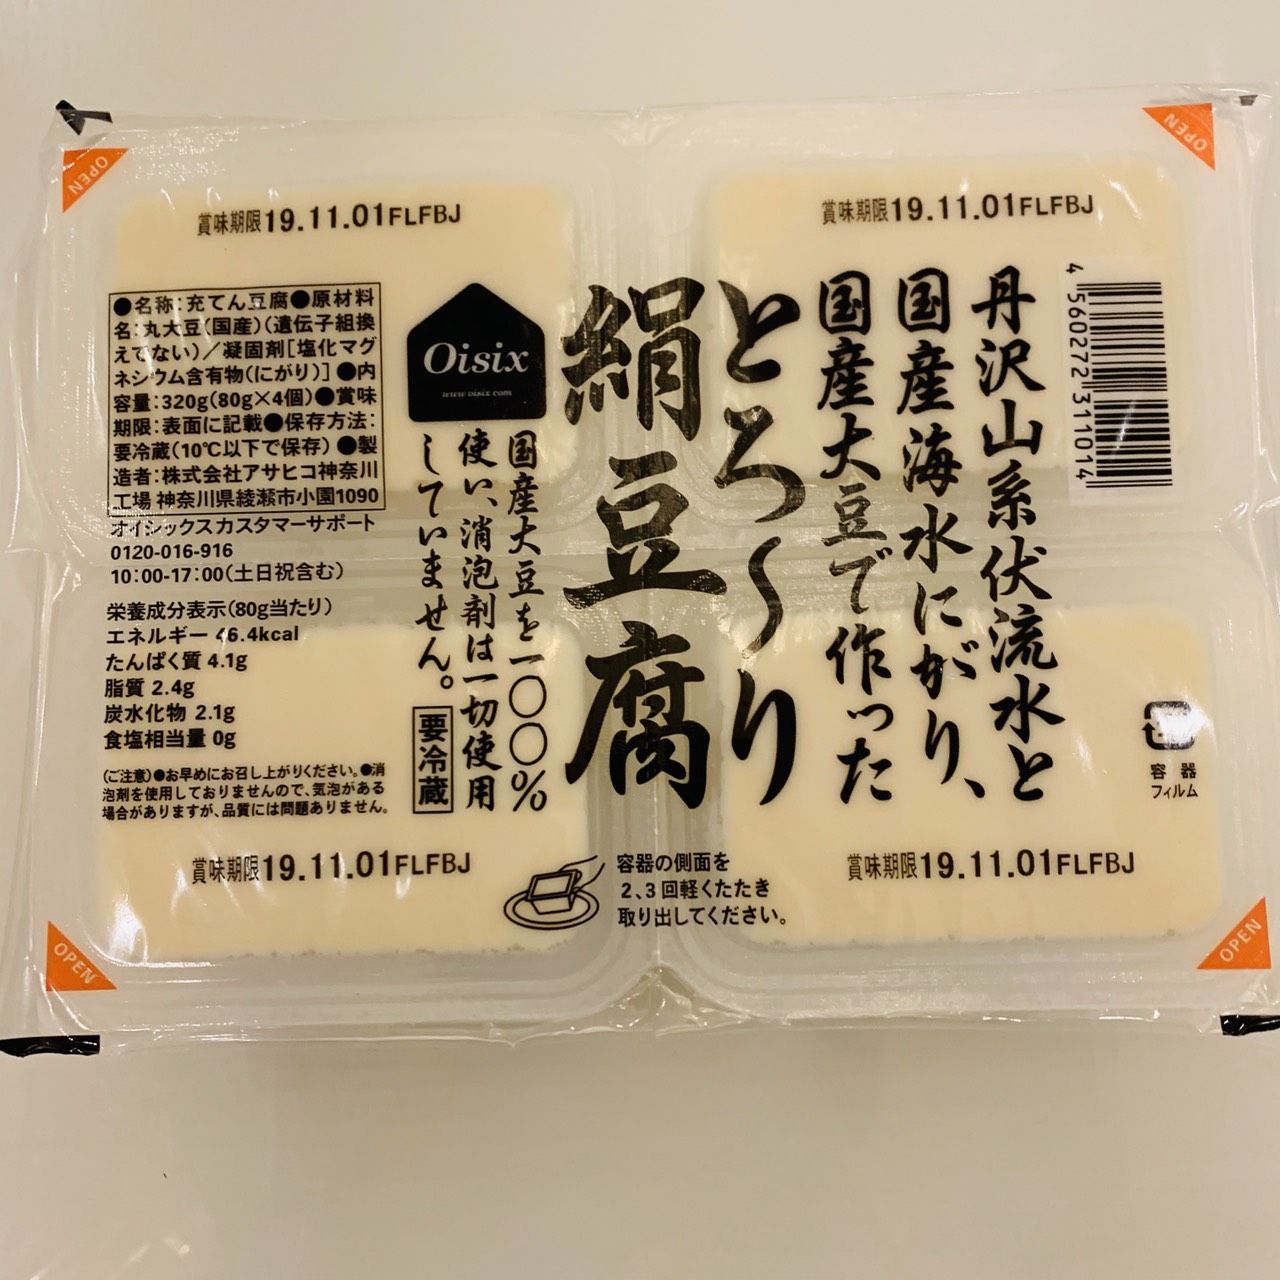 OPEN
OPEN
賞味期限19.11.01FLFBJ
賞味期限19.11.01FLFBJ
丹沢山系伏流水と
国産海水にがり、
国産大豆で作った
とろ〜り
絹豆腐
4 560272 311014
Oisix
www.oisix.com
国産大豆を一〇〇%
使い、消泡剤は一切使用
していません。
要冷蔵
●名称:充てん豆腐●原材料
名:丸大豆(国産)(遺伝子組換
えでない)／凝固剤[塩化マグ
ネシウム含有物(にがり)]●内
容量:320g(80g×4個)●賞味
期限:表面に記載●保存方法:
要冷蔵(10℃以下で保存)●製
造者:株式会社アサヒコ神奈川
工場 神奈川県綾瀬市小園1090
オイシックスカスタマーサポート
0120-016-916
10:00-17:00(土日祝含む)
栄養成分表示(80g当たり)
エネルギー 46.4kcal
たんぱく質 4.1g
脂質 2.4g
炭水化物 2.1g
食塩相当量 0g
(ご注意)●お早めにお召し上がりください。●消
泡剤を使用しておりませんので、気泡がある
場合がありますが、品質には問題ありません。
容器の側面を
2、3回軽くたたき
取り出してください。
容器
フィルム
賞味期限19.11.01FLFBJ
賞味期限19.11.01FLFBJ
OPEN
OPEN